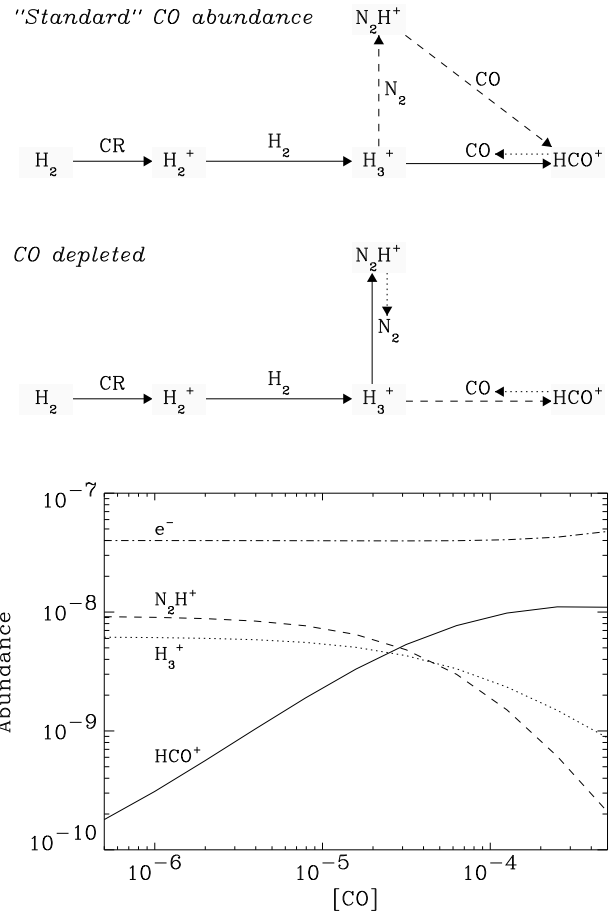 "Standard" CO abundance
N₂H⁺
CO
N₂
H₂ CR H₂⁺ H₂ H₃⁺ CO HCO⁺
CO depleted
N₂H⁺
N₂
H₂ CR H₂⁺ H₂ H₃⁺ CO HCO⁺
10⁻⁷
e⁻
10⁻⁸
N₂H⁺
H₃⁺
10⁻⁹
HCO⁺
10⁻¹⁰
Abundance
10⁻⁶ 10⁻⁵ 10⁻⁴
[CO]